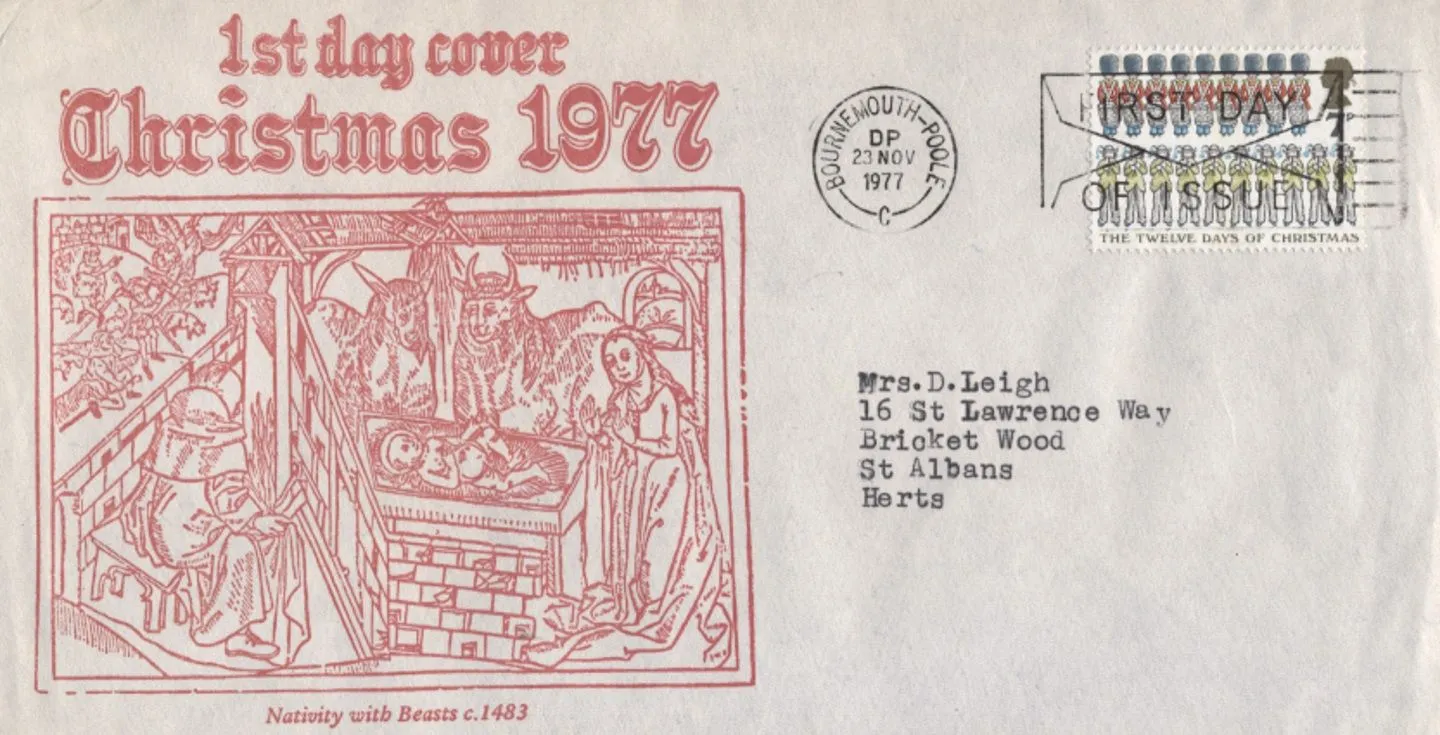 1st day cover
Christmas 1977
Nativity with Beasts c.1483
BOURNEMOUTH-POOLE
DP
23 NOV
1977
C
FIRST DAY
OF ISSUE
7P
THE TWELVE DAYS OF CHRISTMAS
Mrs.D.Leigh
16 St Lawrence Way
Bricket Wood
St Albans
Herts